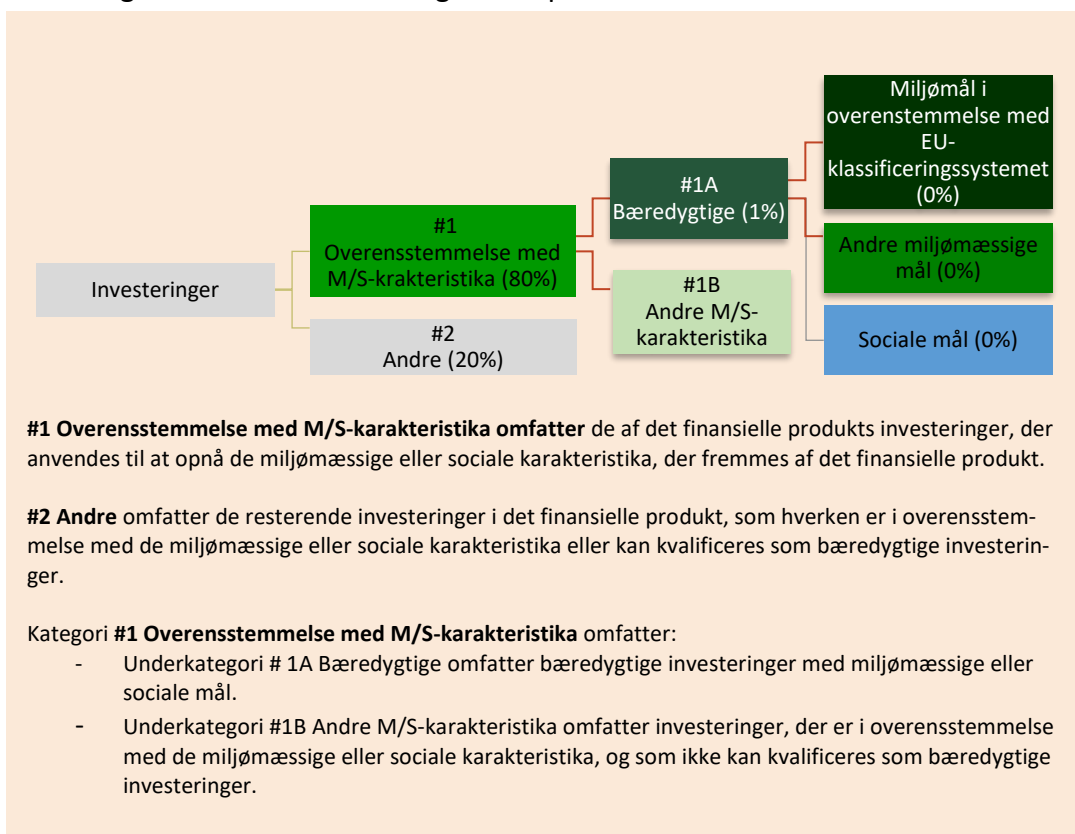 Miljømål i
overenstemmelse med
EU-
klassificeringssystemet
(0%)
#1A
Bæredygtige (1%)
#1
Overensstemmelse med
M/S-krakteristika (80%)
Andre miljømæssige
mål (0%)
Investeringer
#1B
Andre M/S-
karakteristika
#2
Andre (20%)
Sociale mål (0%)
#1 Overensstemmelse med M/S-karakteristika omfatter de af det finansielle produkts investeringer, der
anvendes til at opnå de miljømæssige eller sociale karakteristika, der fremmes af det finansielle produkt.
#2 Andre omfatter de resterende investeringer i det finansielle produkt, som hverken er i overensstem-
melse med de miljømæssige eller sociale karakteristika eller kan kvalificeres som bæredygtige investerin-
ger.
Kategori #1 Overensstemmelse med M/S-karakteristika omfatter:
- Underkategori # 1A Bæredygtige omfatter bæredygtige investeringer med miljømæssige eller
sociale mål.
- Underkategori #1B Andre M/S-karakteristika omfatter investeringer, der er i overensstemmelse
med de miljømæssige eller sociale karakteristika, og som ikke kan kvalificeres som bæredygtige
investeringer.